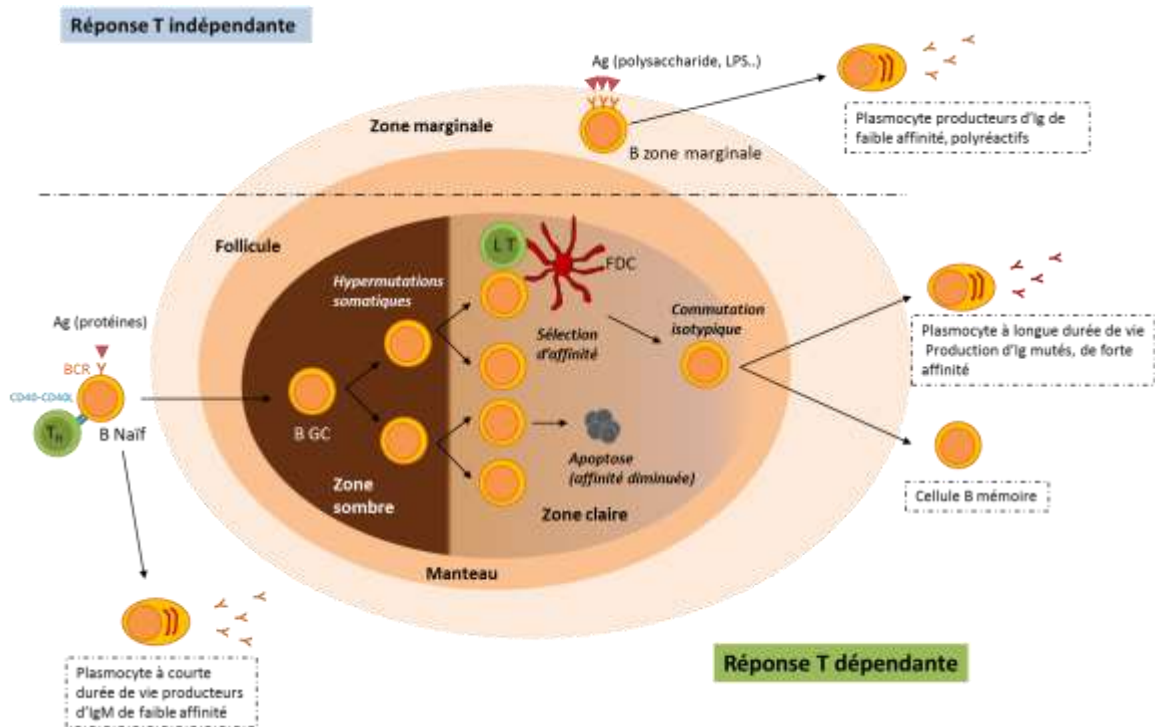 Réponse T indépendante
Ag (polysaccharide, LPS..)
Zone marginale
B zone marginale
Plasmocyte producteurs d'Ig de
faible affinité, polyréactifs
Follicule
L T
FDC
Hypermutations
somatiques
Commutation
isotypique
Sélection
d'affinité
Ag (protéines)
BCR
CD40-CD40L
TH
B Naïf
B GC
Plasmocyte à longue durée de vie
Production d'Ig mutés, de forte
affinité
Apoptose
(affinité diminuée)
Zone
sombre
Zone claire
Cellule B mémoire
Manteau
Plasmocyte à courte
durée de vie producteurs
d'IgM de faible affinité
Réponse T dépendante